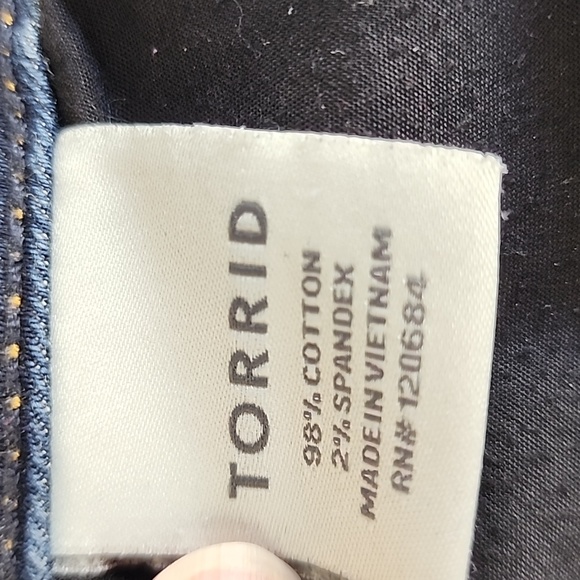 TORRID
98% COTTON
2% SPANDEX
MADE IN VIETNAM
RN# 120684